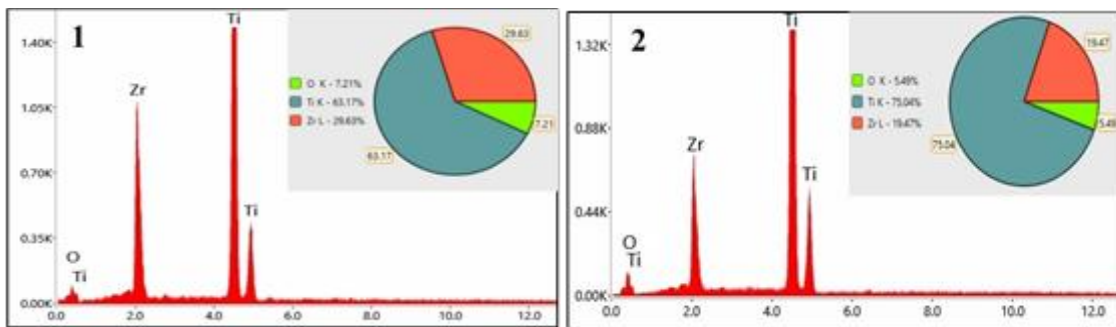 1
Ti
1.40K
Zr
1.05K
0.70K
0.35K
0.00K
O
Ti
Ti
0.0 2.0 4.0 6.0 8.0 10.0 12.0
O K - 7.21%
Ti K - 63.17%
Zr L - 29.63%
29.63
7.21
63.17
2
Ti
1.32K
Zr
0.88K
0.44K
0.00K
O
Ti
Ti
0.0 2.0 4.0 6.0 8.0 10.0 12.0
O K - 5.49%
Ti K - 75.04%
Zr L - 19.47%
19.47
5.49
75.04